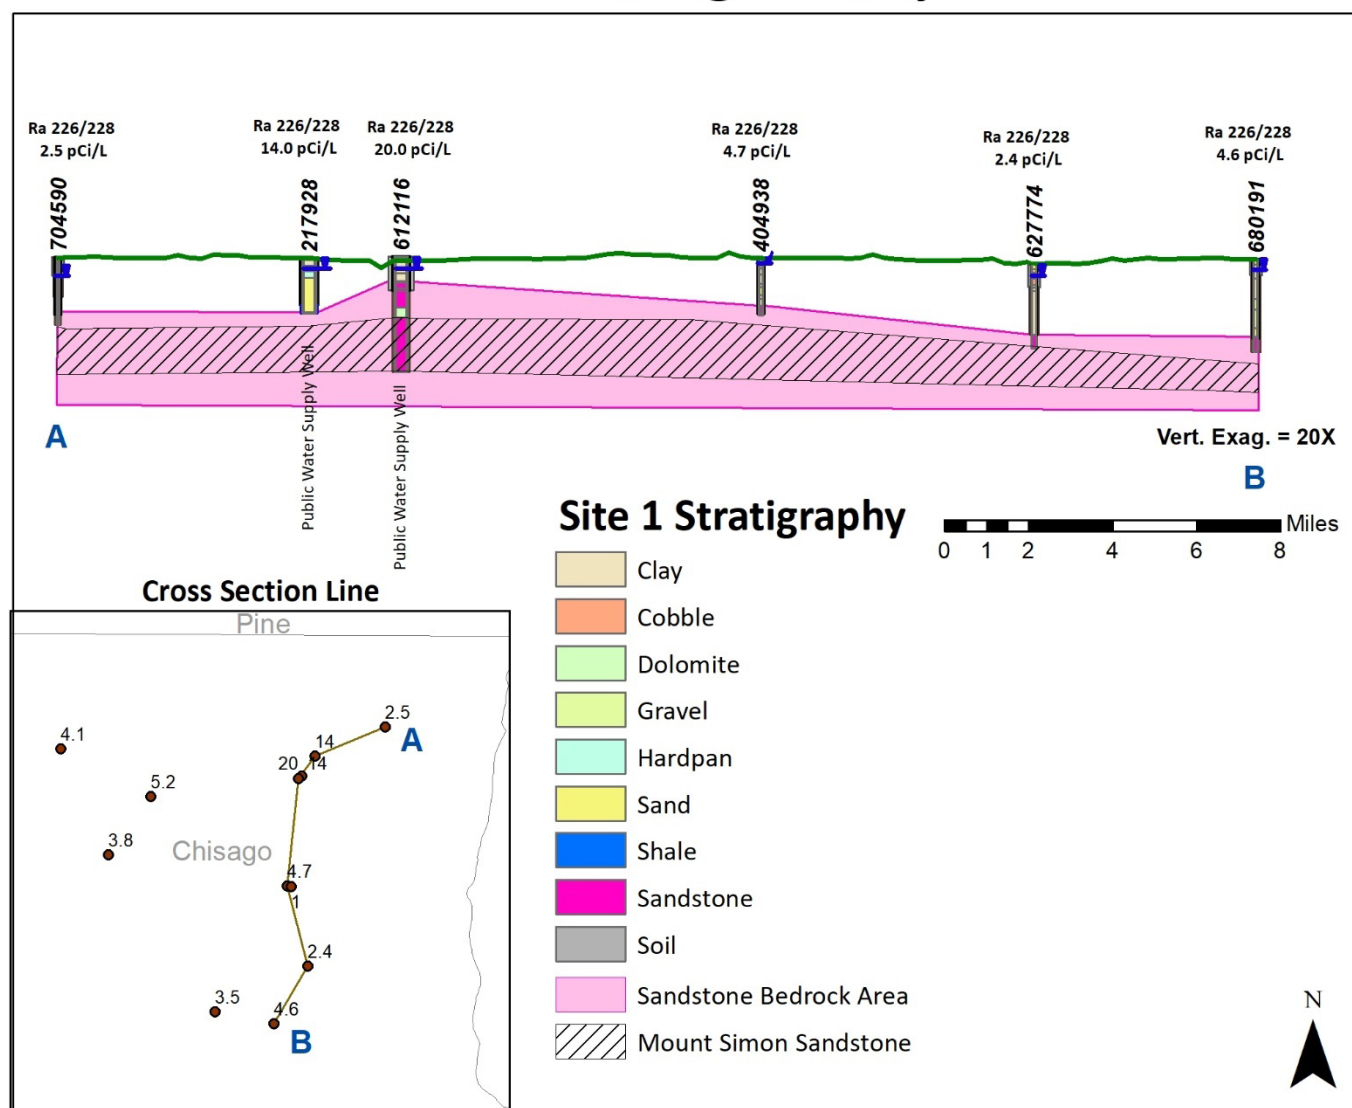 Ra 226/228
2.5 pCi/L
Ra 226/228
14.0 pCi/L
Ra 226/228
20.0 pCi/L
Ra 226/228
4.7 pCi/L
Ra 226/228
2.4 pCi/L
Ra 226/228
4.6 pCi/L
704590
217928
612116
404938
627774
680191
Public Water Supply Well
Public Water Supply Well
A
Vert. Exag. = 20X
B
Site 1 Stratigraphy
Miles
0 1 2 4 6 8
Clay
Cobble
Dolomite
Gravel
Hardpan
Sand
Shale
Sandstone
Soil
Sandstone Bedrock Area
Mount Simon Sandstone
N
Cross Section Line
Pine
2.5
A
4.1
14
20
14
5.2
3.8
Chisago
4.7
1
2.4
3.5
4.6
B